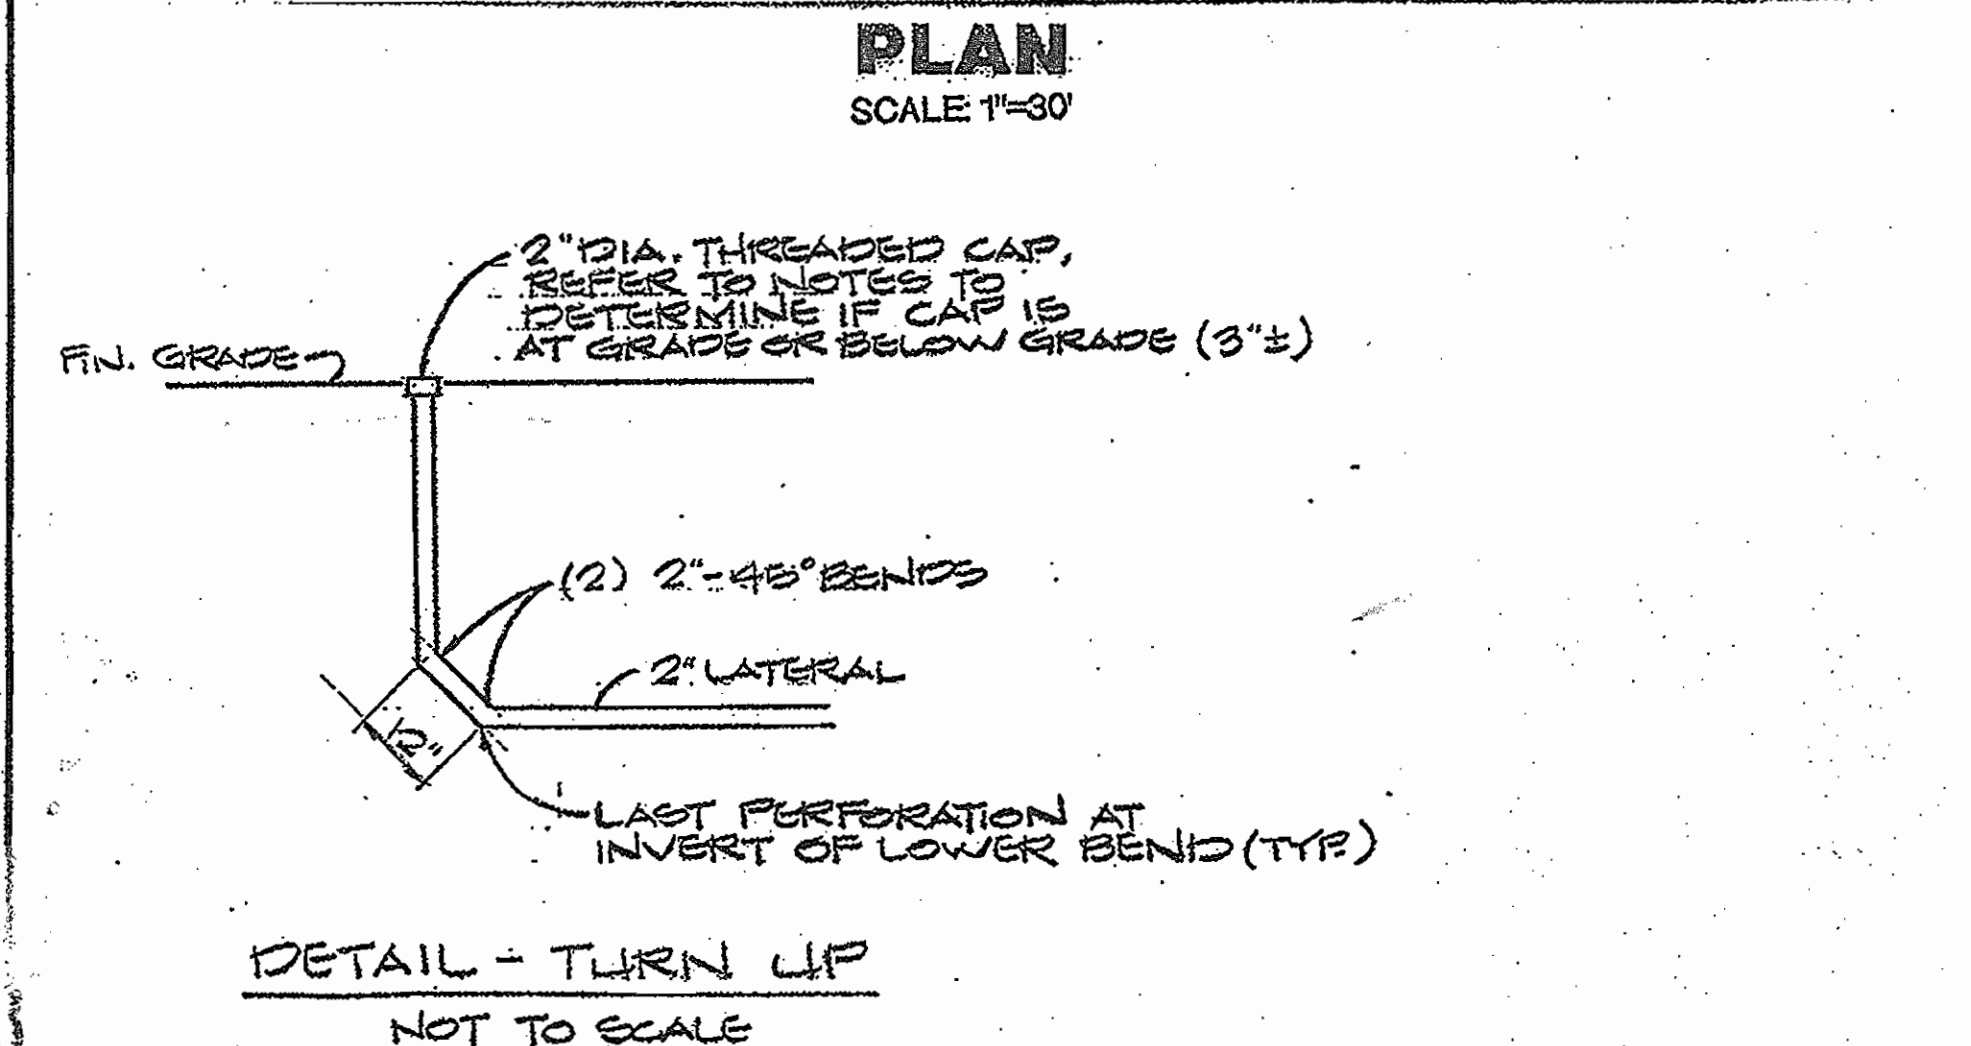 PLAN
SCALE: 1"=30'
2" DIA. THREADED CAP,
REFER TO NOTES TO
DETERMINE IF CAP IS
AT GRADE OR BELOW GRADE (3"±)
FIN. GRADE
(2) 2"-45° BENDS
2" LATERAL
12"
LAST PERFORATION AT
INVERT OF LOWER BEND (TYP.)
DETAIL - TURN UP
NOT TO SCALE